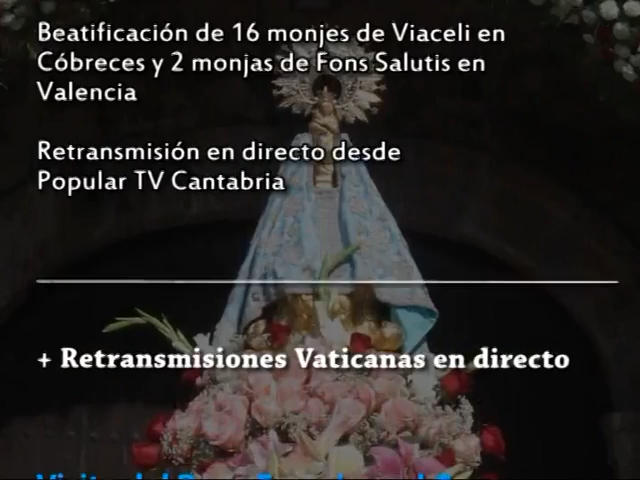 Beatificación de 16 monjes de Viaceli en
Cóbreces y 2 monjas de Fons Salutis en
Valencia
Retransmisión en directo desde
Popular TV Cantabria
+ Retransmisiones Vaticanas en directo